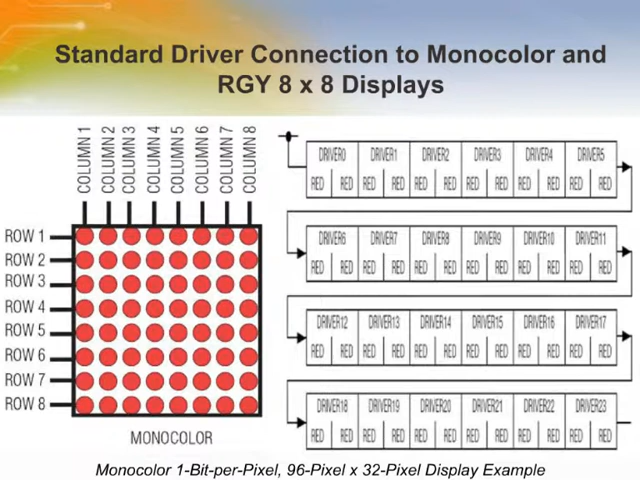 Standard Driver Connection to Monocolor and
RGY 8 x 8 Displays
COLUMN 1
COLUMN 2
COLUMN 3
COLUMN 4
COLUMN 5
COLUMN 6
COLUMN 7
COLUMN 8
ROW 1
ROW 2
ROW 3
ROW 4
ROW 5
ROW 6
ROW 7
ROW 8
MONOCOLOR
DRIVER0 DRIVER1 DRIVER2 DRIVER3 DRIVER4 DRIVER5
RED RED RED RED RED RED RED RED RED RED RED RED
DRIVER6 DRIVER7 DRIVER8 DRIVER9 DRIVER10 DRIVER11
RED RED RED RED RED RED RED RED RED RED RED RED
DRIVER12 DRIVER13 DRIVER14 DRIVER15 DRIVER16 DRIVER17
RED RED RED RED RED RED RED RED RED RED RED RED
DRIVER18 DRIVER19 DRIVER20 DRIVER21 DRIVER22 DRIVER23
RED RED RED RED RED RED RED RED RED RED RED RED
Monocolor 1-Bit-per-Pixel, 96-Pixel x 32-Pixel Display Example